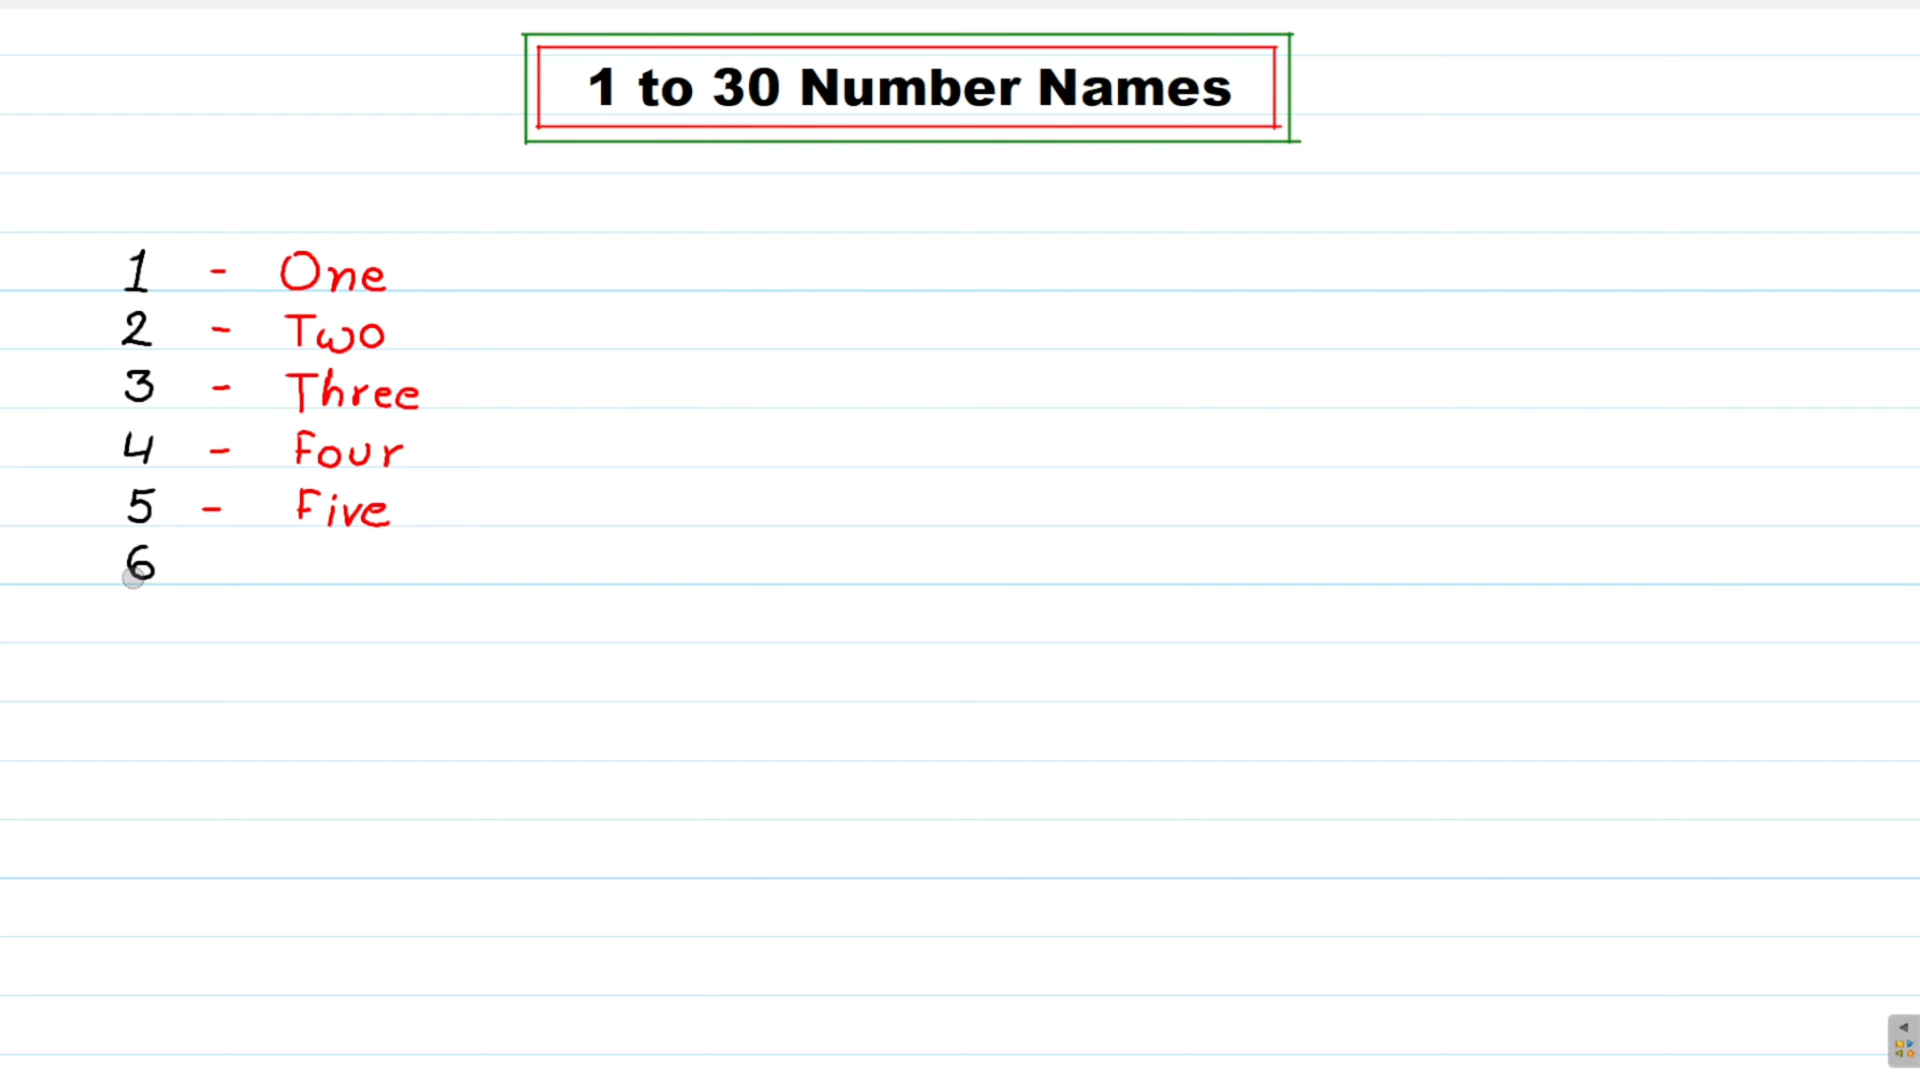 1 to 30 Number Names
1 - One
2 - Two
3 - Three
4 - Four
5 - Five
6